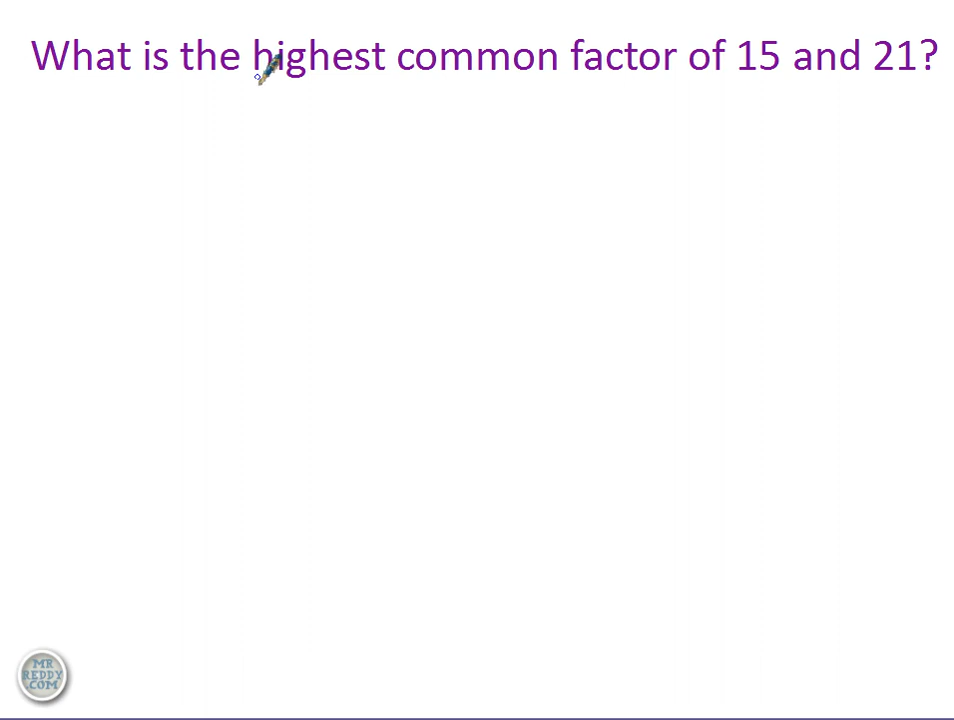 What is the highest common factor of 15 and 21?
MR
REDDY
.COM